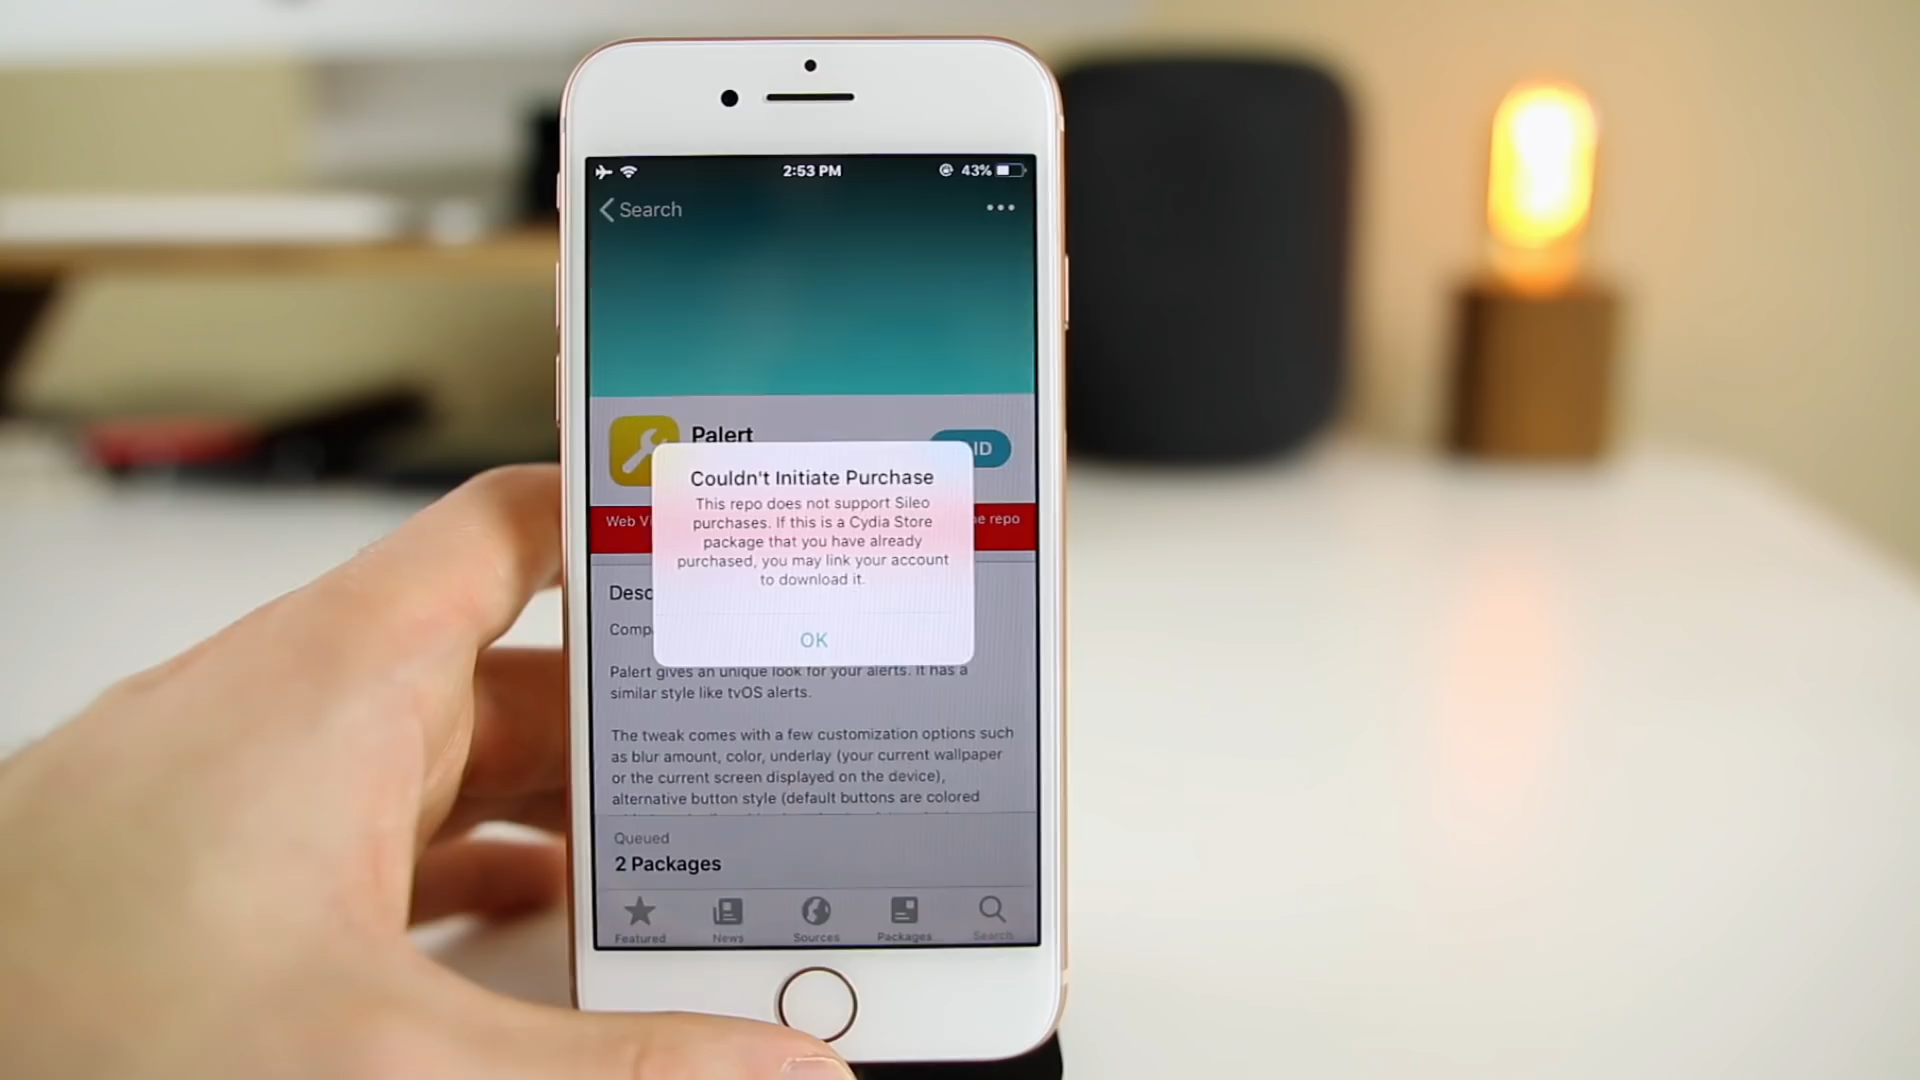 2:53 PM
43%
Search
Palert
ID
Couldn't Initiate Purchase
This repo does not support Sileo
purchases. If this is a Cydia Store
package that you have already
purchased, you may link your account
to download it.
OK
Web Vi
e repo
Desc
Comp
Palert gives an unique look for your alerts. It has a
similar style like tvOS alerts.
The tweak comes with a few customization options such
as blur amount, color, underlay (your current wallpaper
or the current screen displayed on the device),
alternative button style (default buttons are colored
Queued
2 Packages
Featured
News
Sources
Packages
Search